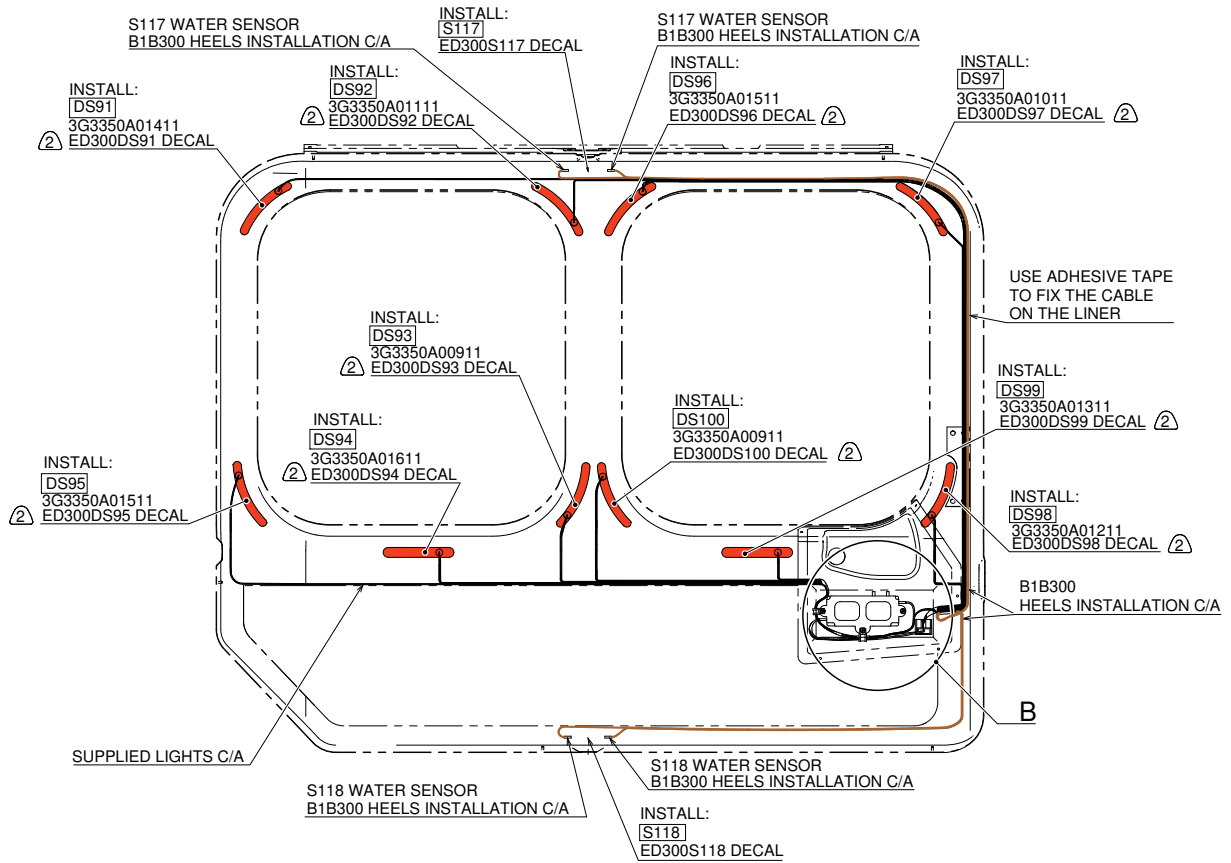 S117 WATER SENSOR
B1B300 HEELS INSTALLATION C/A
INSTALL:
S117
ED300S117 DECAL
S117 WATER SENSOR
B1B300 HEELS INSTALLATION C/A
INSTALL:
DS91
3G3350A01411
2 ED300DS91 DECAL
INSTALL:
DS92
3G3350A01111
2 ED300DS92 DECAL
INSTALL:
DS96
3G3350A01511
ED300DS96 DECAL 2
INSTALL:
DS97
3G3350A01011
ED300DS97 DECAL 2
USE ADHESIVE TAPE
TO FIX THE CABLE
ON THE LINER
INSTALL:
DS93
3G3350A00911
2 ED300DS93 DECAL
INSTALL:
DS99
3G3350A01311
ED300DS99 DECAL 2
INSTALL:
DS94
3G3350A01611
2 ED300DS94 DECAL
INSTALL:
DS100
3G3350A00911
ED300DS100 DECAL 2
INSTALL:
DS95
3G3350A01511
2 ED300DS95 DECAL
INSTALL:
DS98
3G3350A01211
ED300DS98 DECAL 2
B1B300
HEELS INSTALLATION C/A
B
SUPPLIED LIGHTS C/A
S118 WATER SENSOR
B1B300 HEELS INSTALLATION C/A
S118 WATER SENSOR
B1B300 HEELS INSTALLATION C/A
INSTALL:
S118
ED300S118 DECAL